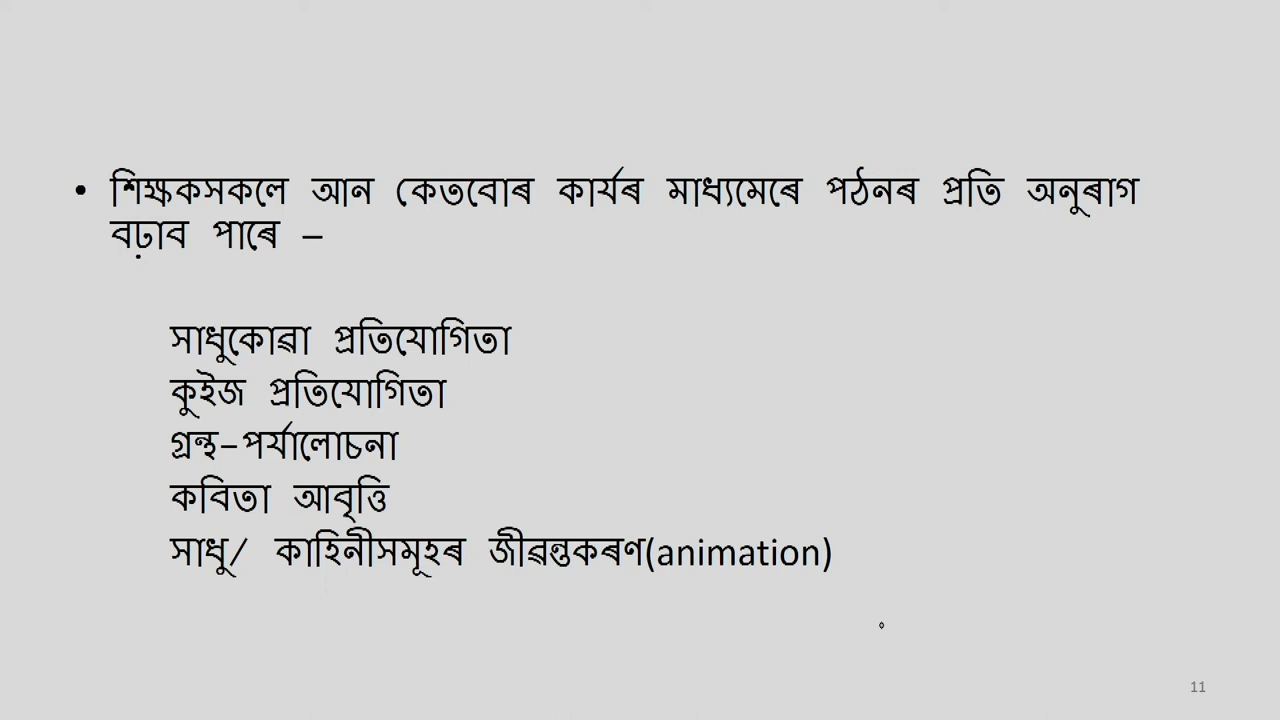 • শিক্ষকসকলে আন কেতবোৰ কাৰ্যৰ মাধ্যমেৰে পঠনৰ প্ৰতি অনুৰাগ
বঢ়াব পাৰে –
সাধুকোৱা প্ৰতিযোগিতা
কুইজ প্ৰতিযোগিতা
গ্ৰন্থ-পৰ্যালোচনা
কবিতা আবৃত্তি
সাধু/ কাহিনীসমূহৰ জীৱন্তকৰণ(animation)
11